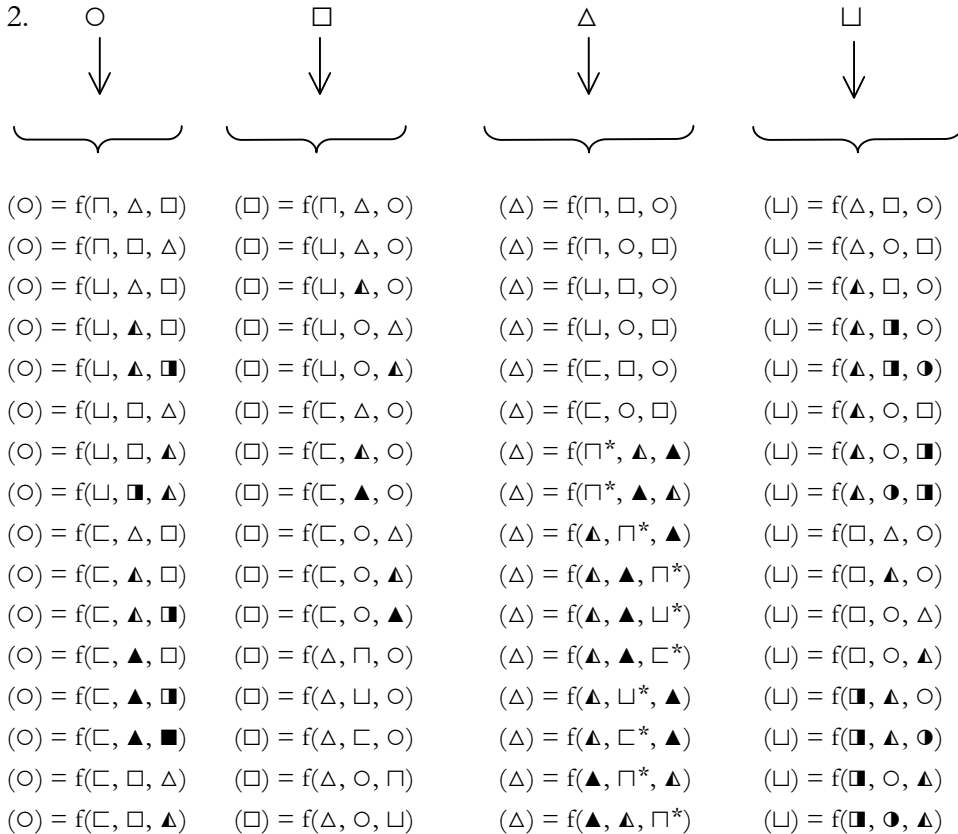 2. ○ □ △ ⊔
(○) = f(⊓, △, □) (□) = f(⊓, △, ○) (△) = f(⊓, □, ○) (⊔) = f(△, □, ○)
(○) = f(⊓, □, △) (□) = f(⊔, △, ○) (△) = f(⊓, ○, □) (⊔) = f(△, ○, □)
(○) = f(⊔, △, □) (□) = f(⊔, ◭, ○) (△) = f(⊔, □, ○) (⊔) = f(◭, □, ○)
(○) = f(⊔, ◭, □) (□) = f(⊔, ○, △) (△) = f(⊔, ○, □) (⊔) = f(◭, ◨, ○)
(○) = f(⊔, ◭, ◨) (□) = f(⊔, ○, ◭) (△) = f(⊏, □, ○) (⊔) = f(◭, ◨, ◑)
(○) = f(⊔, □, △) (□) = f(⊏, △, ○) (△) = f(⊏, ○, □) (⊔) = f(◭, ○, □)
(○) = f(⊔, □, ◭) (□) = f(⊏, ◭, ○) (△) = f(⊓*, ◭, ▲) (⊔) = f(◭, ○, ◨)
(○) = f(⊔, ◨, ◭) (□) = f(⊏, ▲, ○) (△) = f(⊓*, ▲, ◭) (⊔) = f(◭, ◑, ◨)
(○) = f(⊏, △, □) (□) = f(⊏, ○, △) (△) = f(◭, ⊓*, ▲) (⊔) = f(□, △, ○)
(○) = f(⊏, ◭, □) (□) = f(⊏, ○, ◭) (△) = f(◭, ▲, ⊓*) (⊔) = f(□, ◭, ○)
(○) = f(⊏, ◭, ◨) (□) = f(⊏, ○, ▲) (△) = f(◭, ▲, ⊔*) (⊔) = f(□, ○, △)
(○) = f(⊏, ▲, □) (□) = f(△, ⊓, ○) (△) = f(◭, ▲, ⊏*) (⊔) = f(□, ○, ◭)
(○) = f(⊏, ▲, ◨) (□) = f(△, ⊔, ○) (△) = f(◭, ⊔*, ▲) (⊔) = f(◨, ◭, ○)
(○) = f(⊏, ▲, ■) (□) = f(△, ⊏, ○) (△) = f(◭, ⊏*, ▲) (⊔) = f(◨, ◭, ◑)
(○) = f(⊏, □, △) (□) = f(△, ○, ⊓) (△) = f(▲, ⊓*, ◭) (⊔) = f(◨, ○, ◭)
(○) = f(⊏, □, ◭) (□) = f(△, ○, ⊔) (△) = f(▲, ◭, ⊓*) (⊔) = f(◨, ◑, ◭)